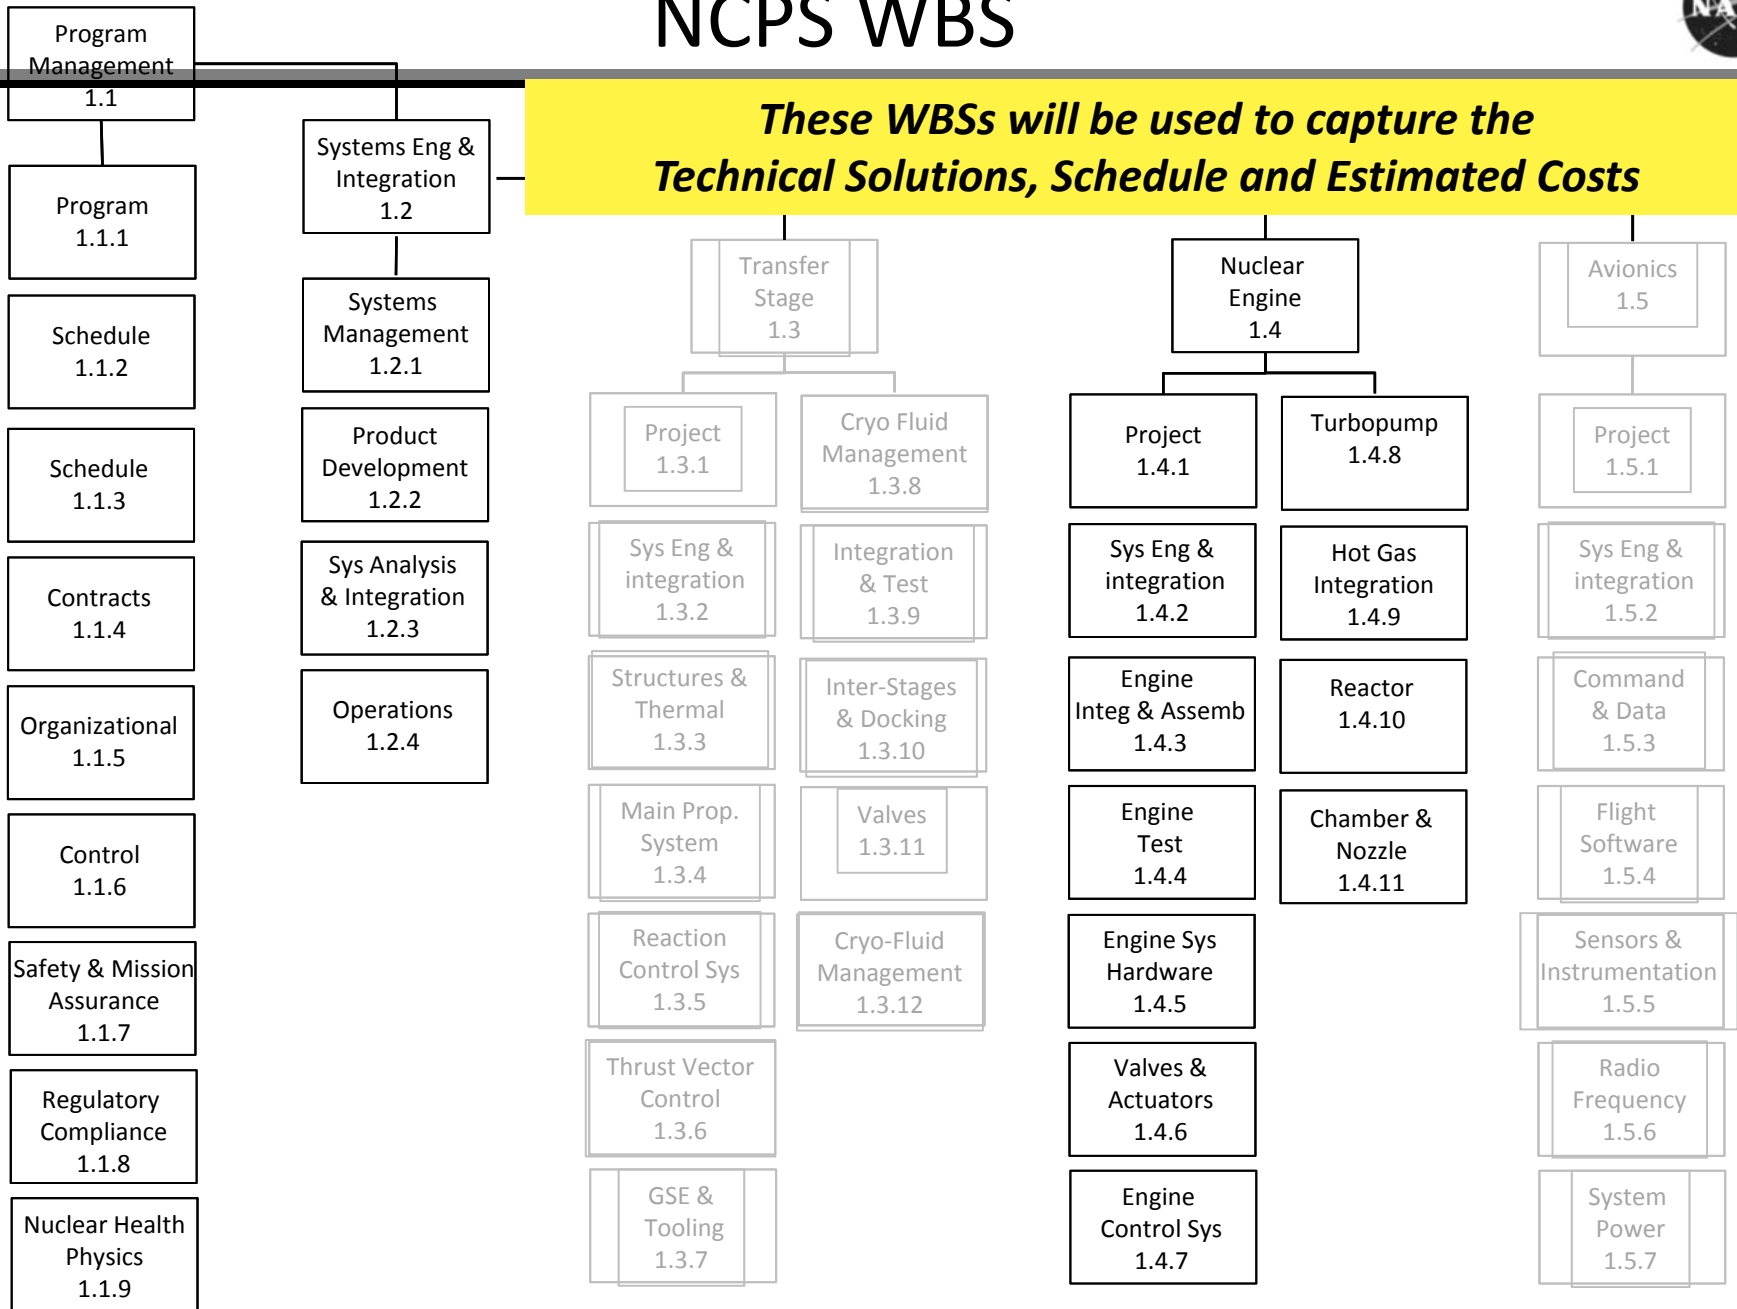 NCPS WBS
NA
These WBSs will be used to capture the
Technical Solutions, Schedule and Estimated Costs
Program
Management
1.1
Program
1.1.1
Schedule
1.1.2
Schedule
1.1.3
Contracts
1.1.4
Organizational
1.1.5
Control
1.1.6
Safety & Mission
Assurance
1.1.7
Regulatory
Compliance
1.1.8
Nuclear Health
Physics
1.1.9
Systems Eng &
Integration
1.2
Systems
Management
1.2.1
Product
Development
1.2.2
Sys Analysis
& Integration
1.2.3
Operations
1.2.4
Transfer
Stage
1.3
Project
1.3.1
Sys Eng &
integration
1.3.2
Structures &
Thermal
1.3.3
Main Prop.
System
1.3.4
Reaction
Control Sys
1.3.5
Thrust Vector
Control
1.3.6
GSE &
Tooling
1.3.7
Cryo Fluid
Management
1.3.8
Integration
& Test
1.3.9
Inter-Stages
& Docking
1.3.10
Valves
1.3.11
Cryo-Fluid
Management
1.3.12
Nuclear
Engine
1.4
Project
1.4.1
Sys Eng &
integration
1.4.2
Engine
Integ & Assemb
1.4.3
Engine
Test
1.4.4
Engine Sys
Hardware
1.4.5
Valves &
Actuators
1.4.6
Engine
Control Sys
1.4.7
Turbopump
1.4.8
Hot Gas
Integration
1.4.9
Reactor
1.4.10
Chamber &
Nozzle
1.4.11
Avionics
1.5
Project
1.5.1
Sys Eng &
integration
1.5.2
Command
& Data
1.5.3
Flight
Software
1.5.4
Sensors &
Instrumentation
1.5.5
Radio
Frequency
1.5.6
System
Power
1.5.7